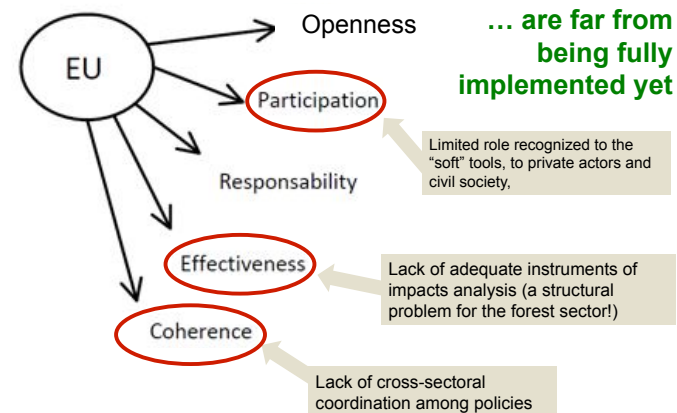 EU
Openness
… are far from
being fully
implemented yet
Participation
Limited role recognized to the
“soft” tools, to private actors and
civil society,
Responsability
Effectiveness
Lack of adequate instruments of
impacts analysis (a structural
problem for the forest sector!)
Coherence
Lack of cross-sectoral
coordination among policies